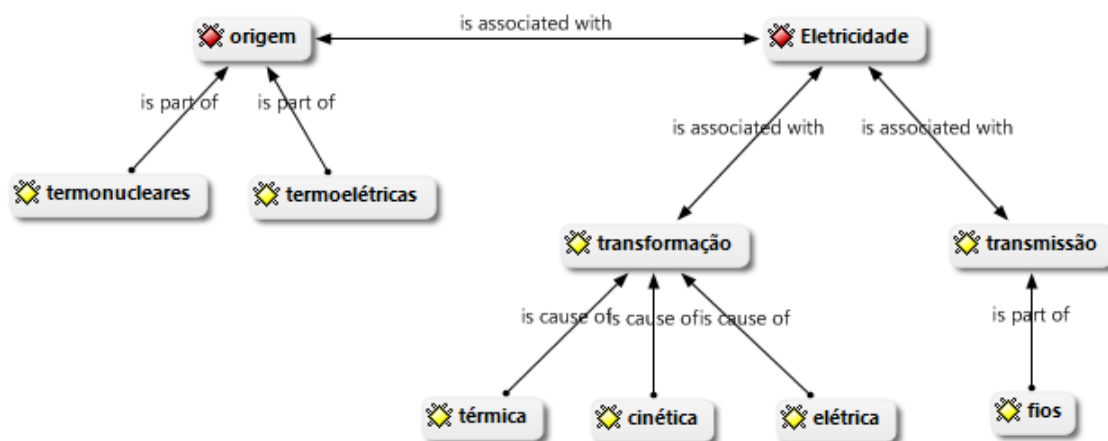 is associated with
origem
Eletricidade
is part of
is part of
is associated with
is associated with
termonucleares
termoelétricas
transformação
transmissão
is cause of
is cause of
is cause of
is part of
térmica
cinética
elétrica
fios